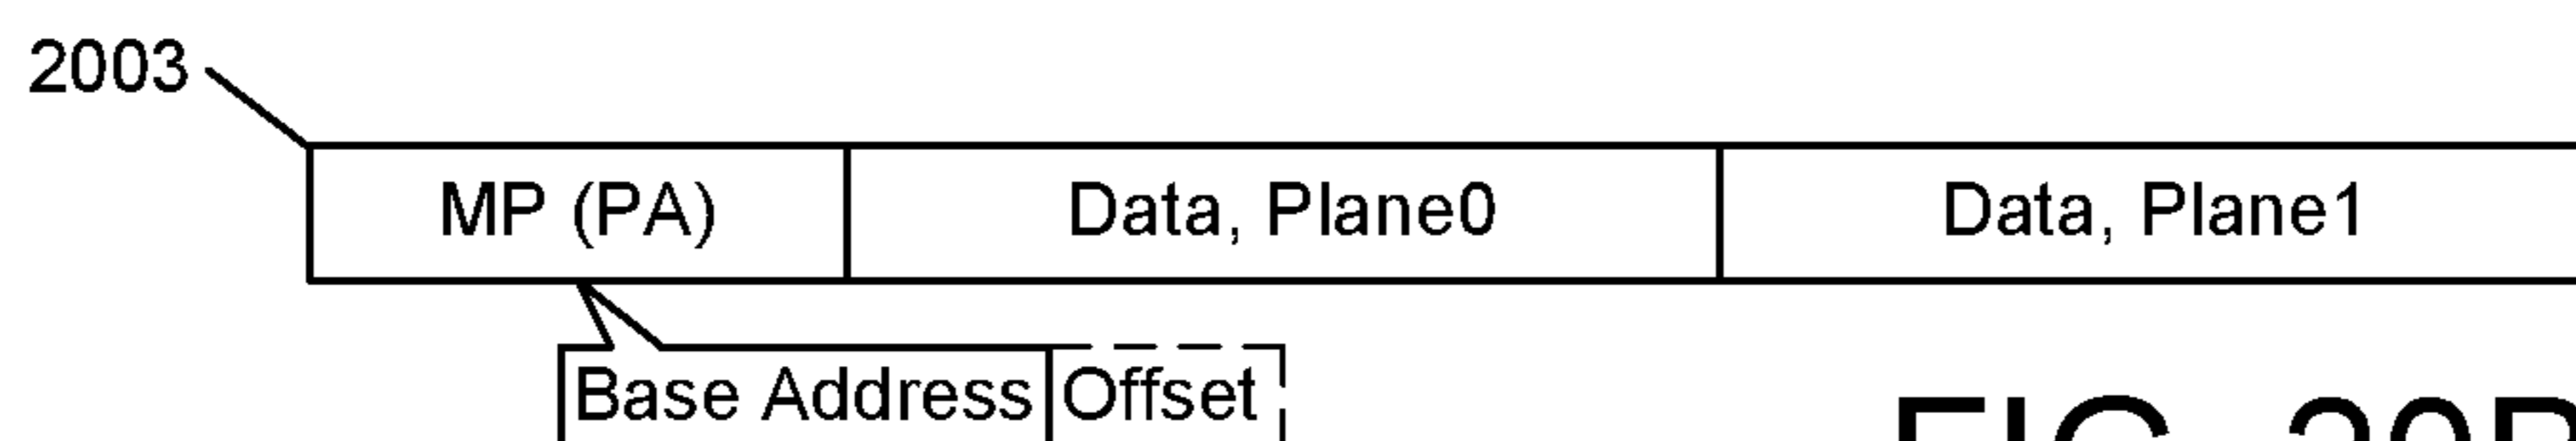 2003
MP (PA) Data, Plane0 Data, Plane1
Base Address Offset